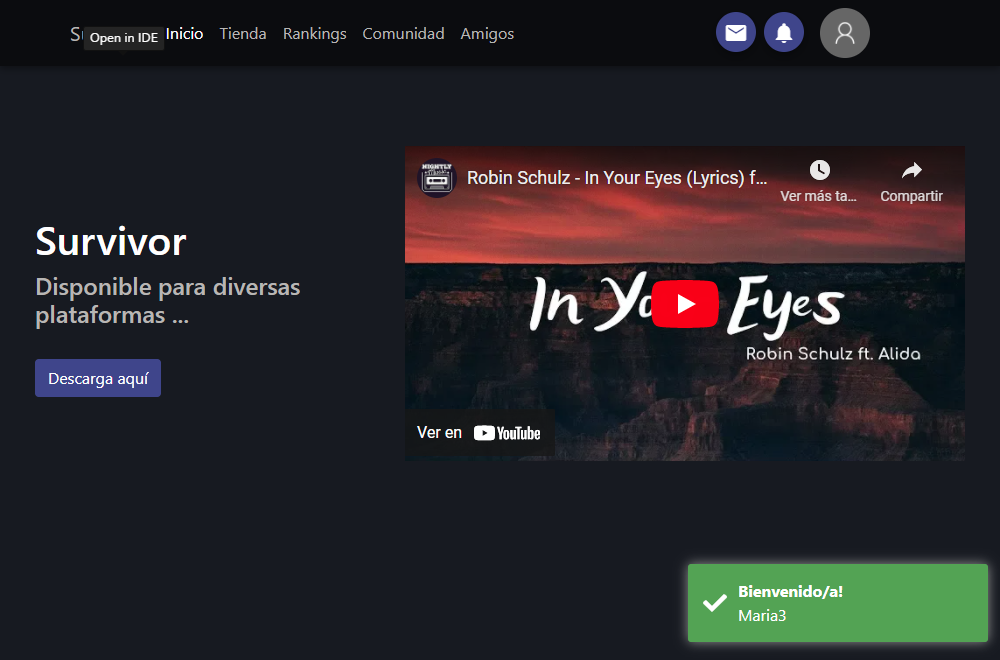 Open in IDE
Inicio Tienda Rankings Comunidad Amigos
NIGHTLY
Robin Schulz - In Your Eyes (Lyrics) f...
Ver más ta...
Compartir
Survivor
Disponible para diversas
plataformas ...
Descarga aquí
In Eyes
Robin Schulz ft. Alida
Ver en YouTube
Bienvenido/a!
Maria3